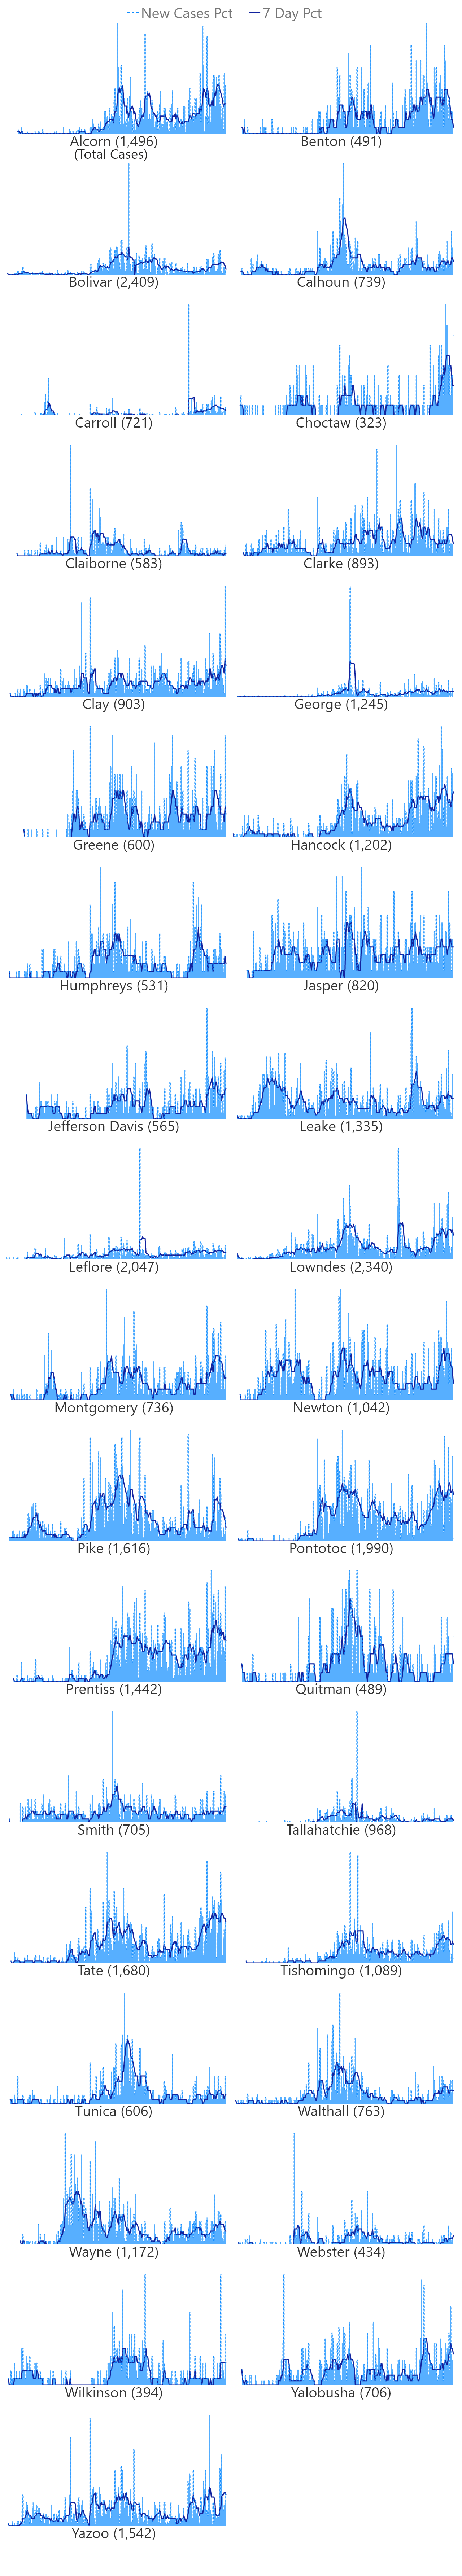 New Cases Pct 7 Day Pct
Alcorn (1,496)
(Total Cases)
Benton (491)
Bolivar (2,409)
Calhoun (739)
Carroll (721)
Choctaw (323)
Claiborne (583)
Clarke (893)
Clay (903)
George (1,245)
Greene (600)
Hancock (1,202)
Humphreys (531)
Jasper (820)
Jefferson Davis (565)
Leake (1,335)
Leflore (2,047)
Lowndes (2,340)
Montgomery (736)
Newton (1,042)
Pike (1,616)
Pontotoc (1,990)
Prentiss (1,442)
Quitman (489)
Smith (705)
Tallahatchie (968)
Tate (1,680)
Tishomingo (1,089)
Tunica (606)
Walthall (763)
Wayne (1,172)
Webster (434)
Wilkinson (394)
Yalobusha (706)
Yazoo (1,542)